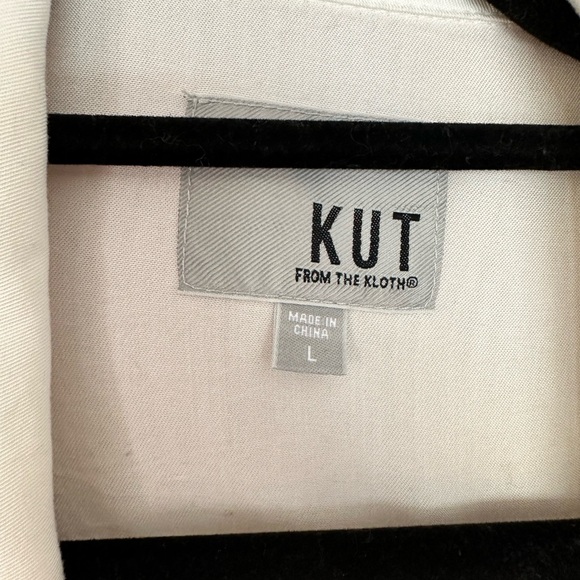 KUT
FROM THE KLOTH®
MADE IN
CHINA
L